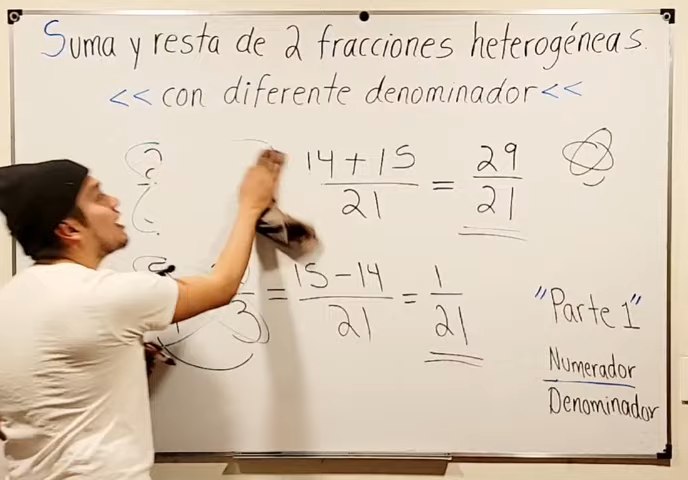 Suma y resta de 2 fracciones heterogéneas.
<< con diferente denominador <<
14 + 15
21
=
29
21
3
=
15 - 14
21
=
1
21
"Parte 1"
Numerador
Denominador